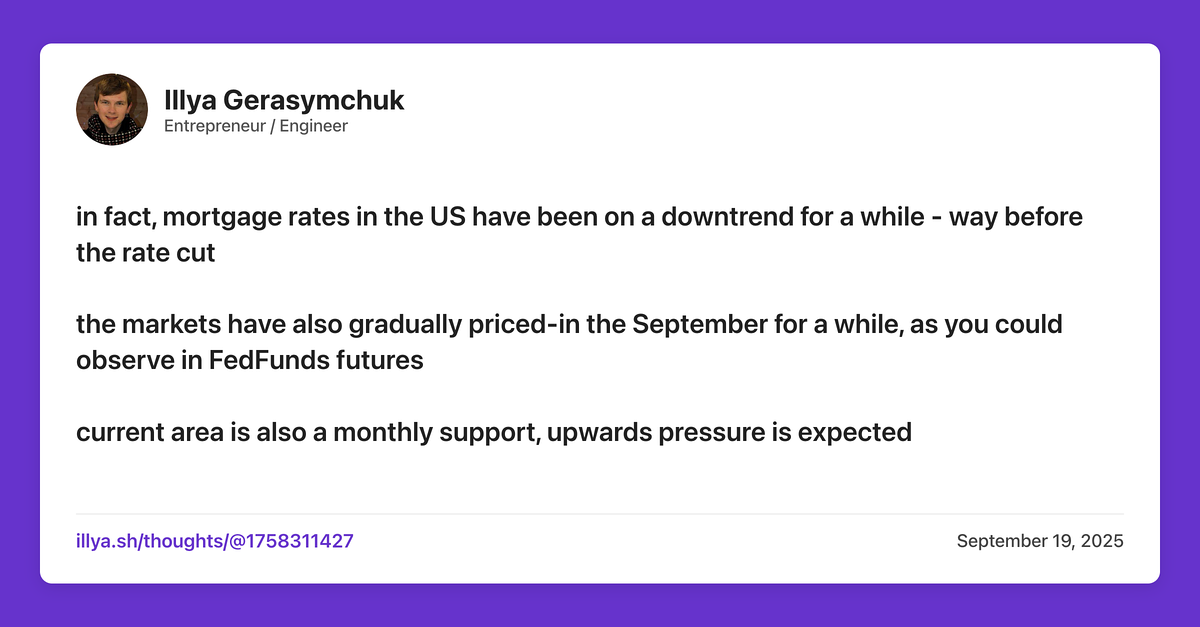 Illya Gerasymchuk
Entrepreneur / Engineer
in fact, mortgage rates in the US have been on a downtrend for a while - way before
the rate cut
the markets have also gradually priced-in the September for a while, as you could
observe in FedFunds futures
current area is also a monthly support, upwards pressure is expected
illya.sh/thoughts/@1758311427
September 19, 2025